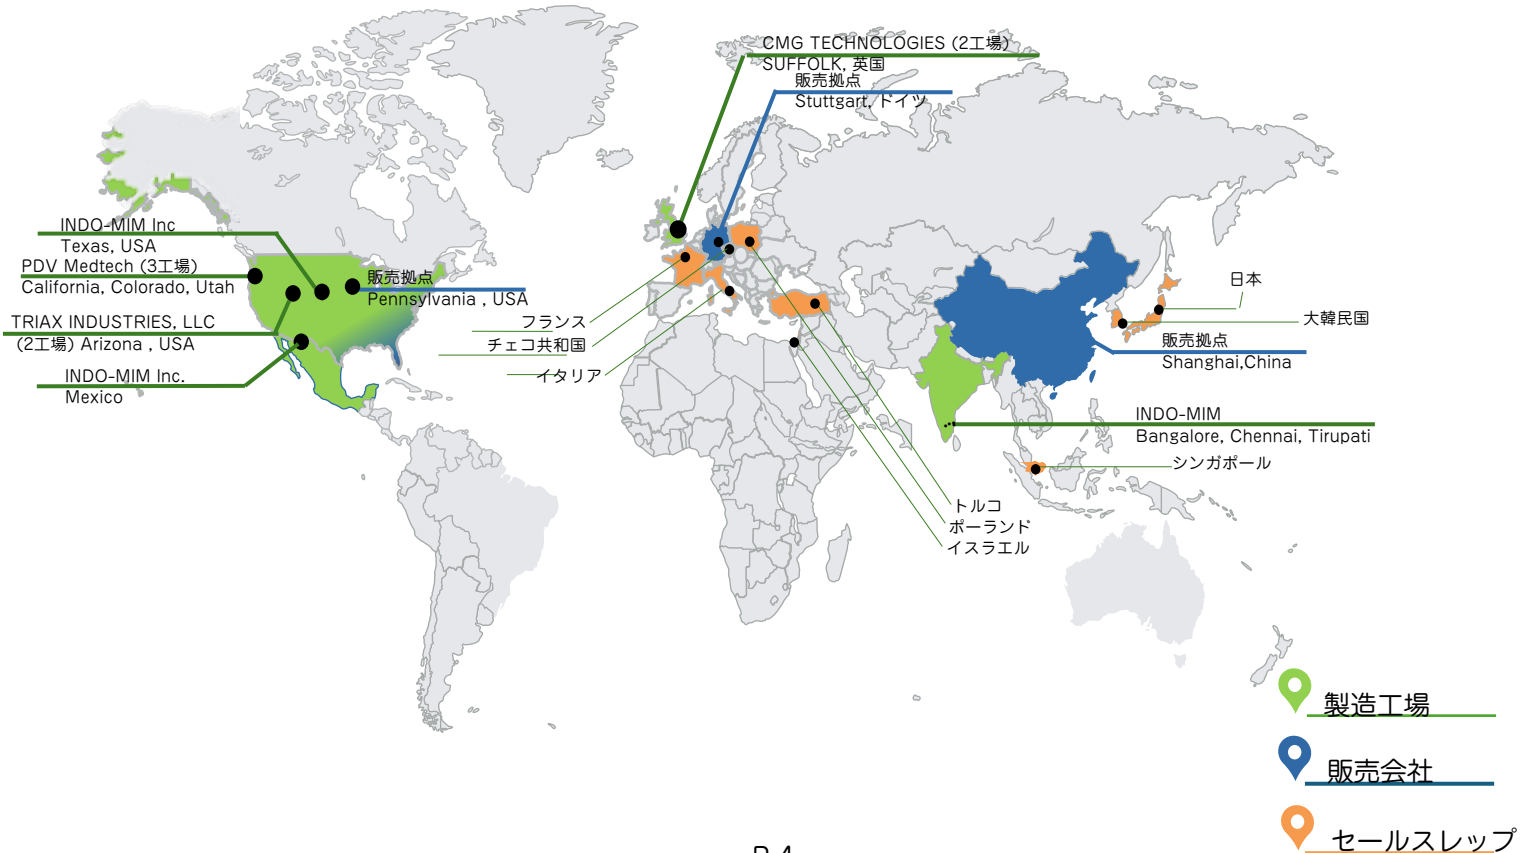 CMG TECHNOLOGIES (2工場)
SUFFOLK, 英国
販売拠点
Stuttgart, ドイツ
INDO-MIM Inc
Texas, USA
PDV Medtech (3工場)
California, Colorado, Utah
販売拠点
Pennsylvania , USA
TRIAX INDUSTRIES, LLC
(2工場) Arizona , USA
INDO-MIM Inc.
Mexico
フランス
チェコ共和国
イタリア
日本
大韓民国
販売拠点
Shanghai,China
INDO-MIM
Bangalore, Chennai, Tirupati
シンガポール
トルコ
ポーランド
イスラエル
製造工場
販売会社
セールスレップ